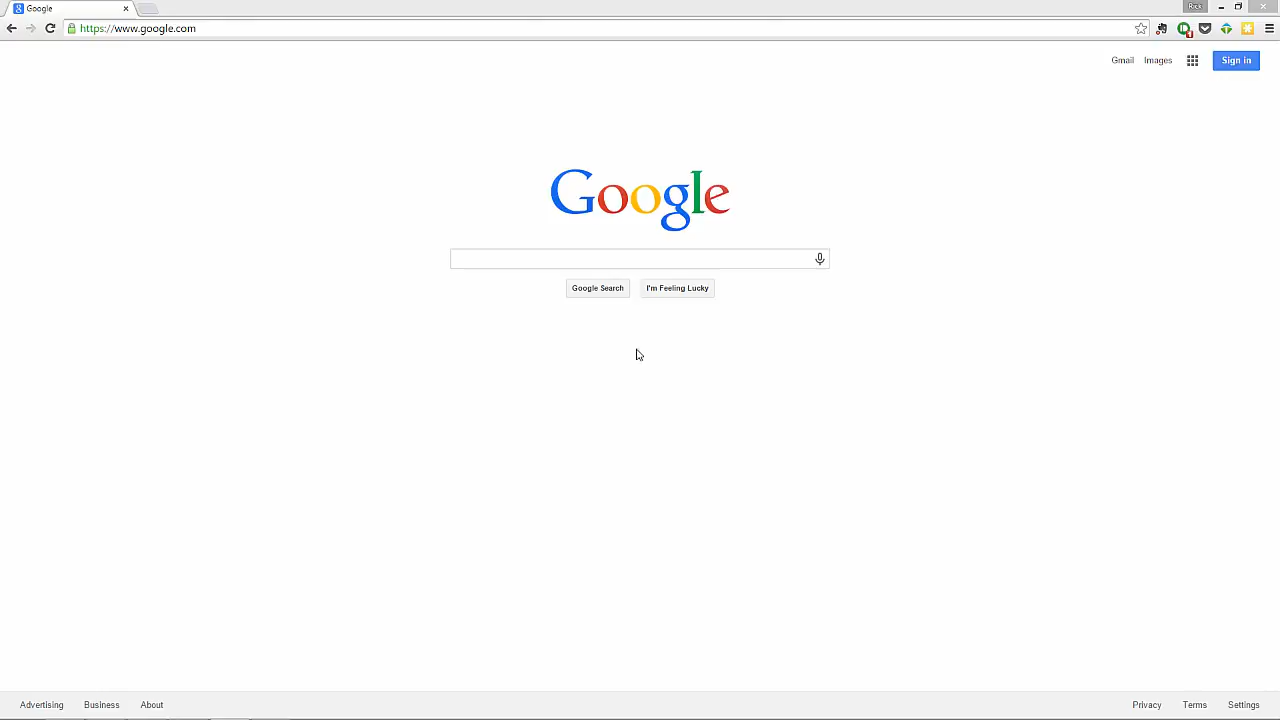 Google
Rick
https://www.google.com
Gmail Images Sign in
Google
Google Search I'm Feeling Lucky
Advertising Business About Privacy Terms Settings